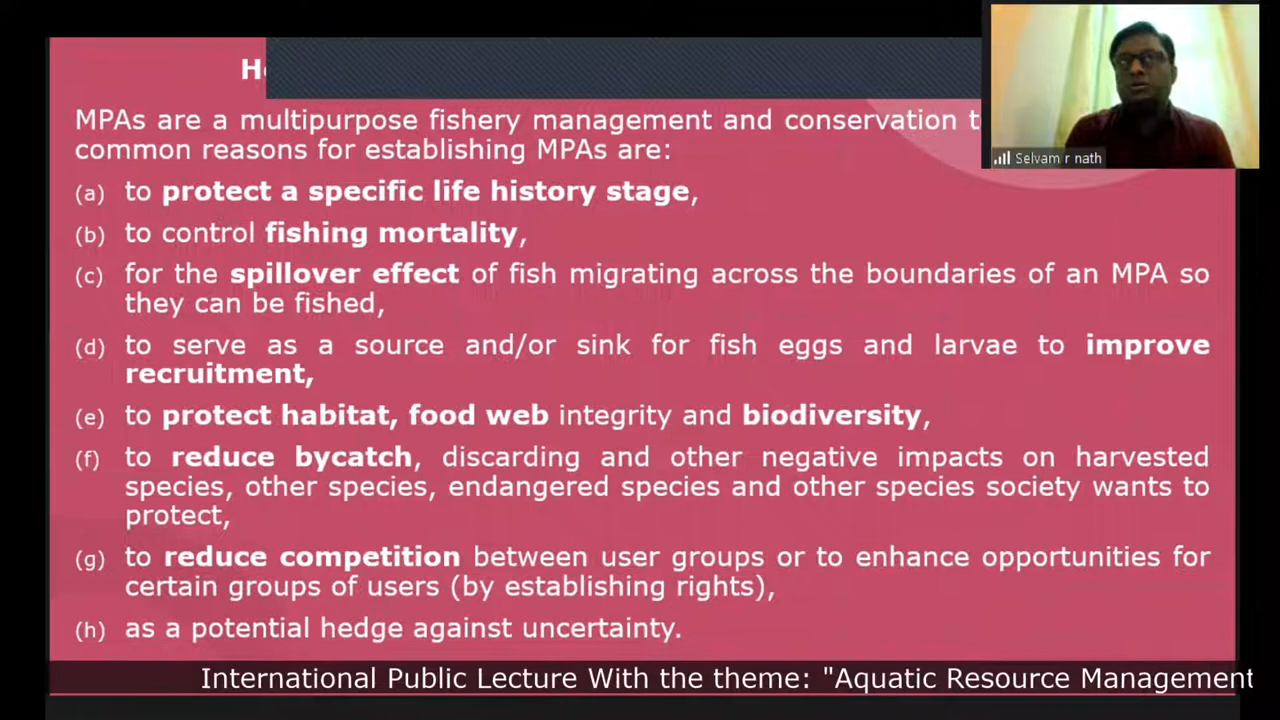 MPAs are a multipurpose fishery management and conservation
common reasons for establishing MPAs are:
(a) to protect a specific life history stage,
(b) to control fishing mortality,
(c) for the spillover effect of fish migrating across the boundaries of an MPA so
they can be fished,
(d) to serve as a source and/or sink for fish eggs and larvae to improve
recruitment,
(e) to protect habitat, food web integrity and biodiversity,
(f) to reduce bycatch, discarding and other negative impacts on harvested
species, other species, endangered species and other species society wants to
protect,
(g) to reduce competition between user groups or to enhance opportunities for
certain groups of users (by establishing rights),
(h) as a potential hedge against uncertainty.
Selvam r nath
International Public Lecture With the theme: "Aquatic Resource Management